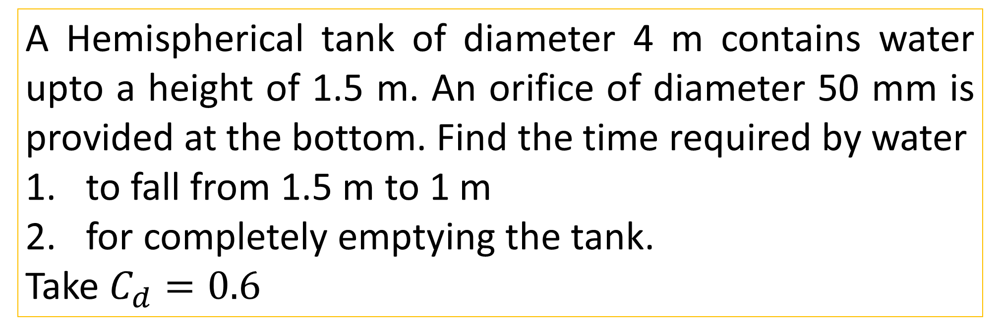 A Hemispherical tank of diameter 4 m contains water
upto a height of 1.5 m. An orifice of diameter 50 mm is
provided at the bottom. Find the time required by water
1. to fall from 1.5 m to 1 m
2. for completely emptying the tank.
Take C_d = 0.6